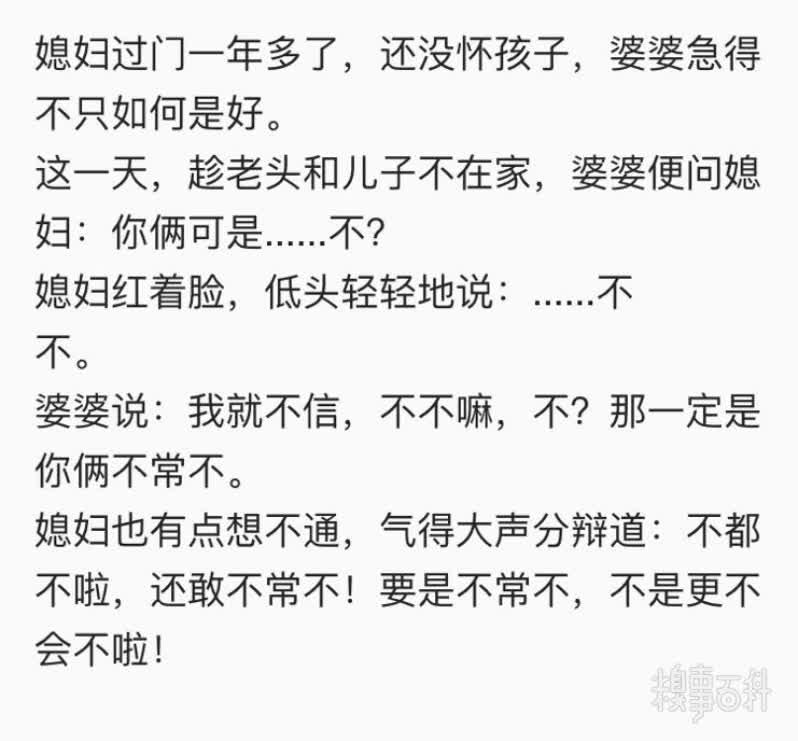 媳妇过门一年多了，还没怀孩子，婆婆急得
不只如何是好。
这一天，趁老头和儿子不在家，婆婆便问媳
妇：你俩可是......不？
媳妇红着脸，低头轻轻地说：......不
不。
婆婆说：我就不信，不不嘛，不？那一定是
你俩不常不。
媳妇也有点想不通，气得大声分辩道：不都
不啦，还敢不常不！要是不常不，不是更不
会不啦！
糗事百科